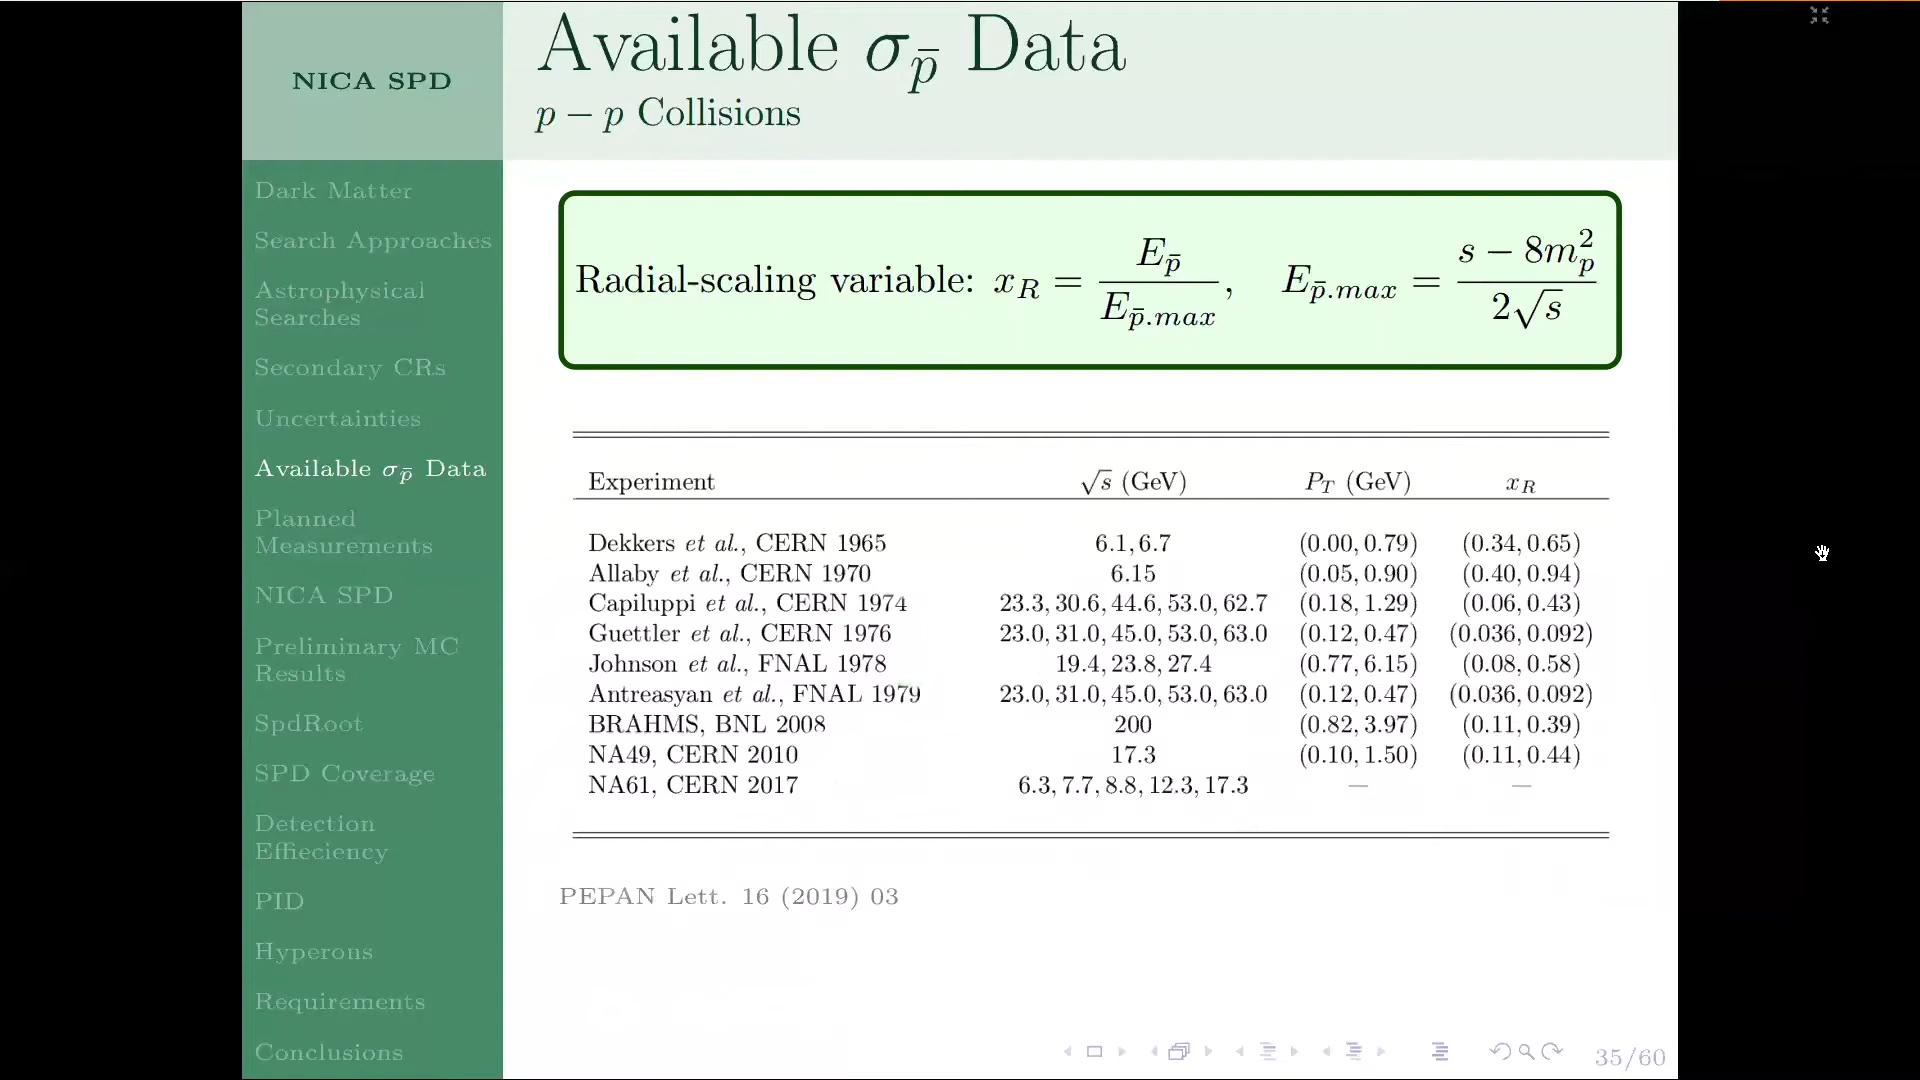 NICA SPD
Dark Matter
Search Approaches
Astrophysical
Searches
Secondary CRs
Uncertainties
Available σ_p̄ Data
Planned
Measurements
NICA SPD
Preliminary MC
Results
SpdRoot
SPD Coverage
Detection
Effieciency
PID
Hyperons
Requirements
Conclusions
Available σ_p̄ Data
p − p Collisions
Radial-scaling variable: x_R = E_p̄ / E_p̄.max, E_p̄.max = (s − 8m_p^2) / (2√s)
Experiment √s (GeV) P_T (GeV) x_R
Dekkers et al., CERN 1965 6.1, 6.7 (0.00, 0.79) (0.34, 0.65)
Allaby et al., CERN 1970 6.15 (0.05, 0.90) (0.40, 0.94)
Capiluppi et al., CERN 1974 23.3, 30.6, 44.6, 53.0, 62.7 (0.18, 1.29) (0.06, 0.43)
Guettler et al., CERN 1976 23.0, 31.0, 45.0, 53.0, 63.0 (0.12, 0.47) (0.036, 0.092)
Johnson et al., FNAL 1978 19.4, 23.8, 27.4 (0.77, 6.15) (0.08, 0.58)
Antreasyan et al., FNAL 1979 23.0, 31.0, 45.0, 53.0, 63.0 (0.12, 0.47) (0.036, 0.092)
BRAHMS, BNL 2008 200 (0.82, 3.97) (0.11, 0.39)
NA49, CERN 2010 17.3 (0.10, 1.50) (0.11, 0.44)
NA61, CERN 2017 6.3, 7.7, 8.8, 12.3, 17.3 — —
PEPAN Lett. 16 (2019) 03
35/60